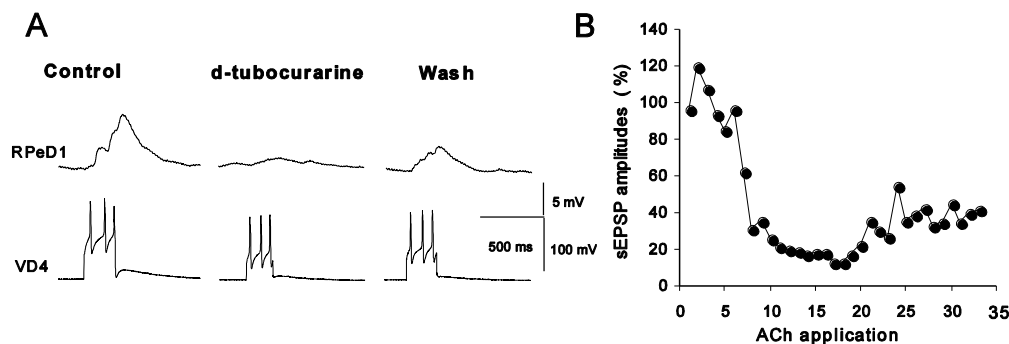 A
Control
d-tubocurarine
Wash
RPeD1
VD4
5 mV
500 ms
100 mV
B
sEPSP amplitudes (%)
140
120
100
80
60
40
20
0
0 5 10 15 20 25 30 35
ACh application